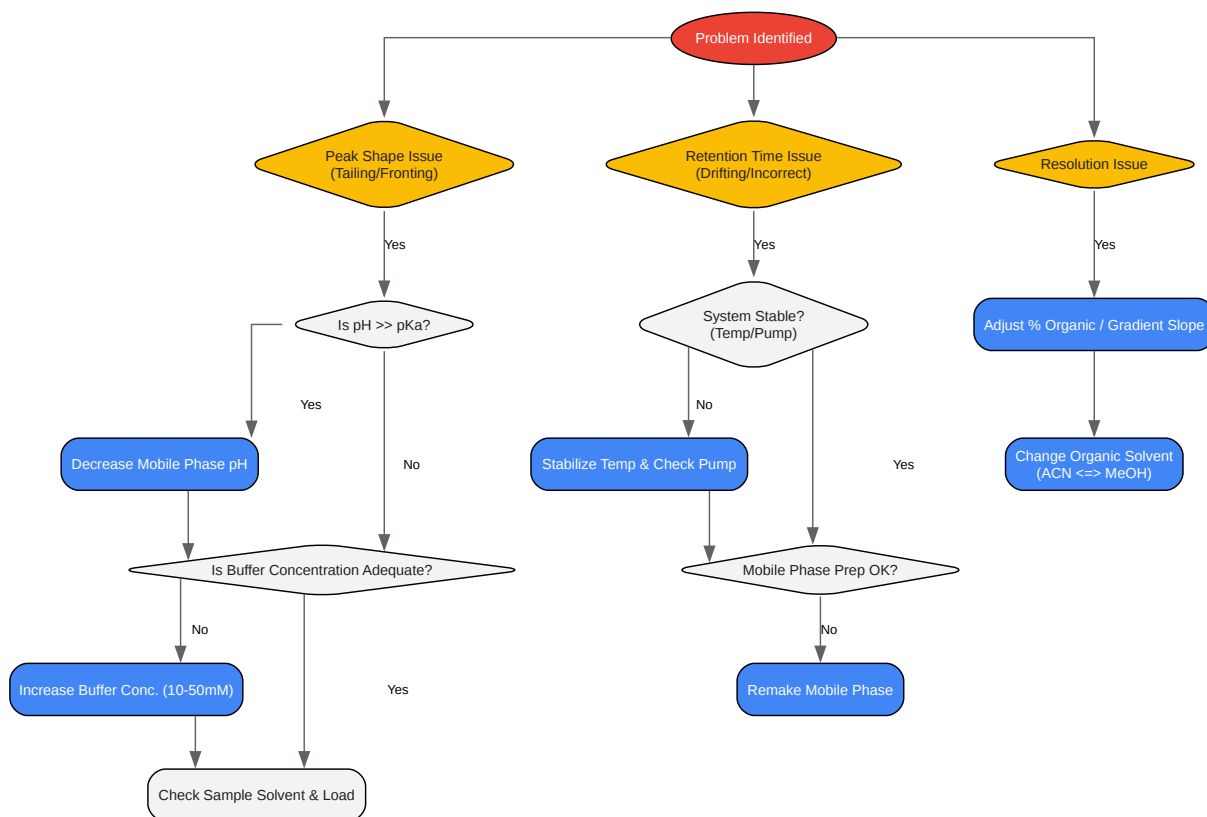 Problem Identified
Peak Shape Issue
(Tailing/Fronting)
Retention Time Issue
(Drifting/Incorrect)
Resolution Issue
Yes
Yes
Yes
Is pH >> pKa?
System Stable?
(Temp/Pump)
Adjust % Organic / Gradient Slope
Yes
No
Decrease Mobile Phase pH
No
Stabilize Temp & Check Pump
Yes
Change Organic Solvent
(ACN <=> MeOH)
Is Buffer Concentration Adequate?
Mobile Phase Prep OK?
No
No
Increase Buffer Conc. (10-50mM)
Yes
Remake Mobile Phase
Check Sample Solvent & Load